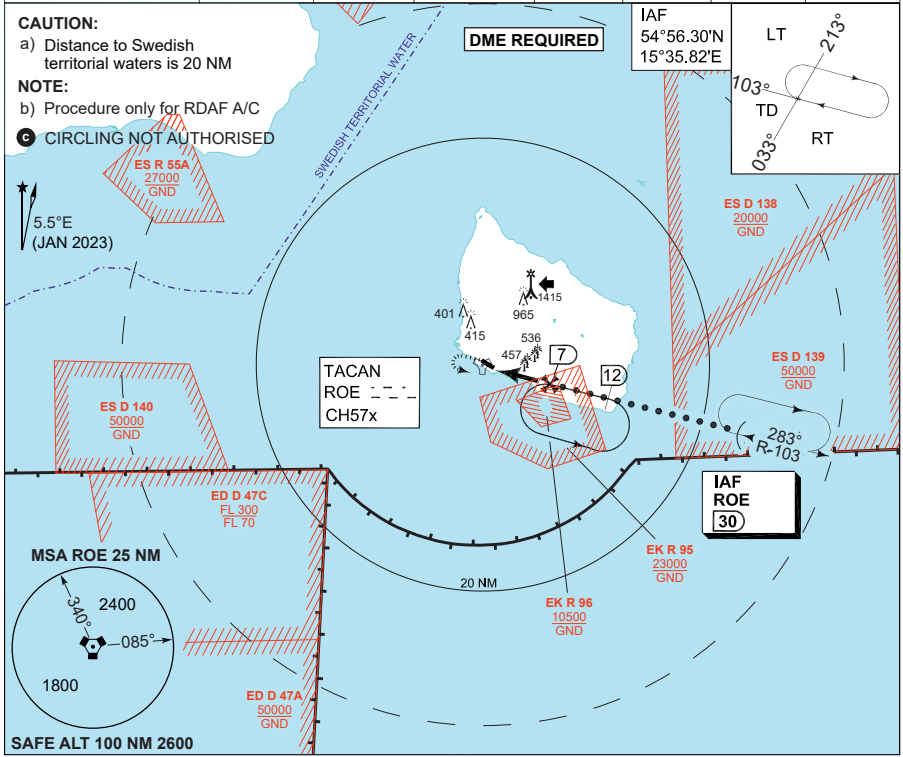 CAUTION:
a) Distance to Swedish
territorial waters is 20 NM
NOTE:
b) Procedure only for RDAF A/C
C CIRCLING NOT AUTHORISED
DME REQUIRED
IAF
54°56.30'N
15°35.82'E
LT
213°
103°
TD
RT
033°
SWEDISH TERRITORIAL WATER
ES R 55A
27000
GND
5.5°E
(JAN 2023)
ES D 138
20000
GND
1415
965
401
415
536
457
7
12
TACAN
ROE
CH57x
ES D 139
50000
GND
ES D 140
50000
GND
283°
R-103
IAF
ROE
30
ED D 47C
FL 300
FL 70
EK R 95
23000
GND
20 NM
EK R 96
10500
GND
MSA ROE 25 NM
340°
2400
085°
1800
ED D 47A
50000
GND
SAFE ALT 100 NM 2600